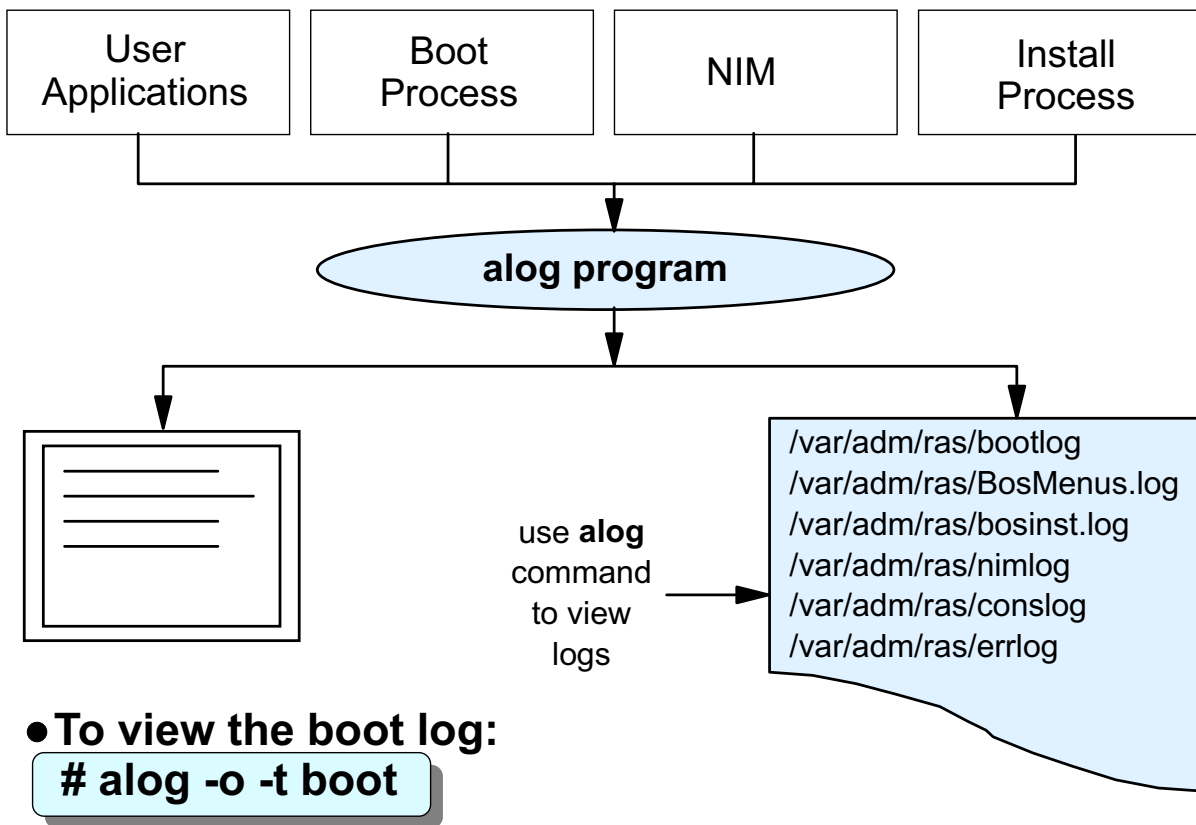 User
Applications
Boot
Process
NIM
Install
Process
alog program
/var/adm/ras/bootlog
/var/adm/ras/BosMenus.log
/var/adm/ras/bosinst.log
/var/adm/ras/nimlog
/var/adm/ras/conslog
/var/adm/ras/errlog
use alog
command
to view
logs
● To view the boot log:
# alog -o -t boot